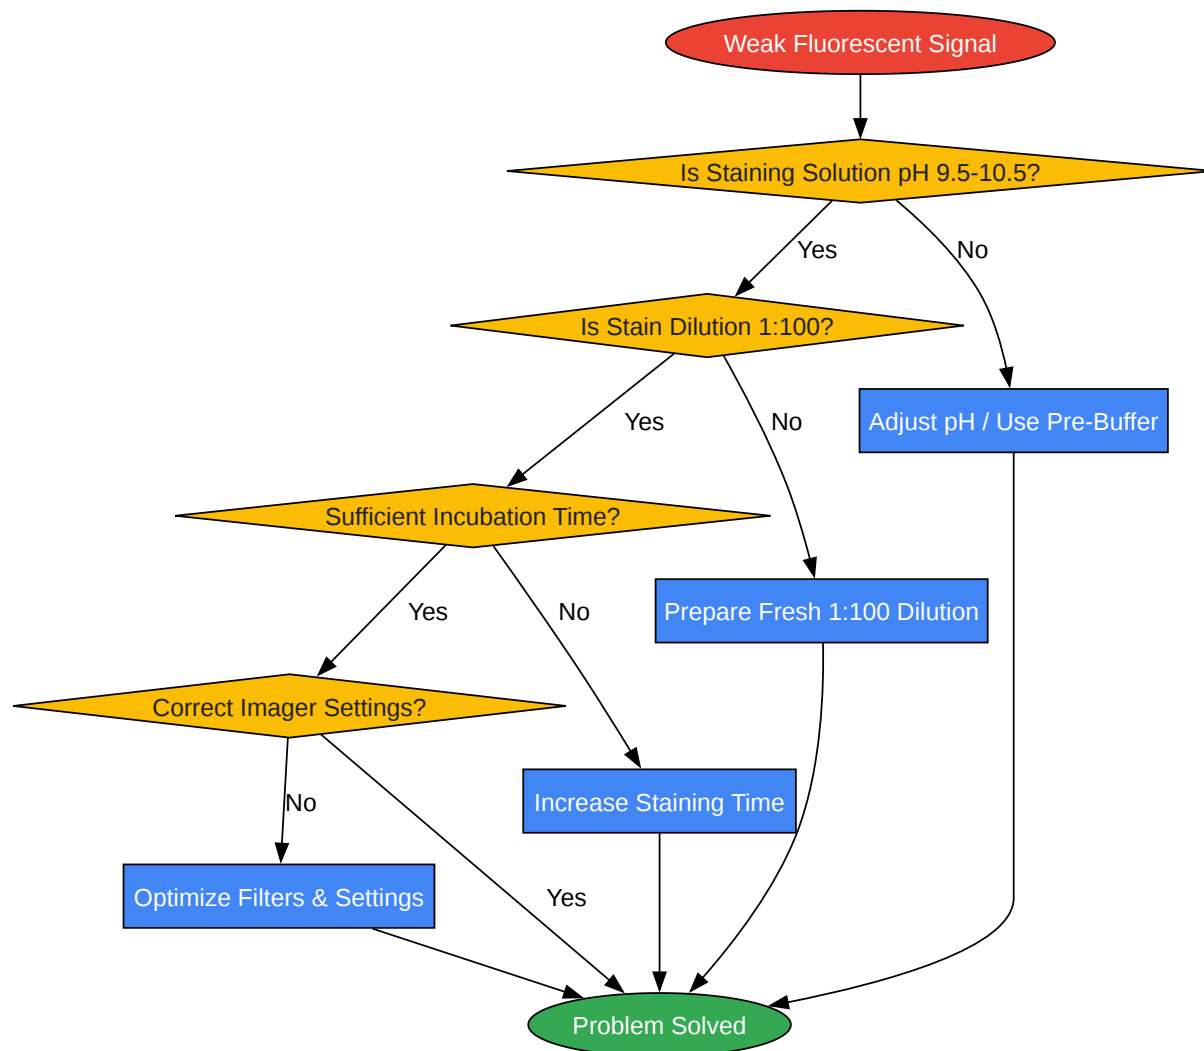 Weak Fluorescent Signal
Is Staining Solution pH 9.5-10.5?
Yes
No
Is Stain Dilution 1:100?
Yes
No
Adjust pH / Use Pre-Buffer
Sufficient Incubation Time?
Yes
No
Prepare Fresh 1:100 Dilution
Correct Imager Settings?
No
Increase Staining Time
Optimize Filters & Settings
Yes
Problem Solved